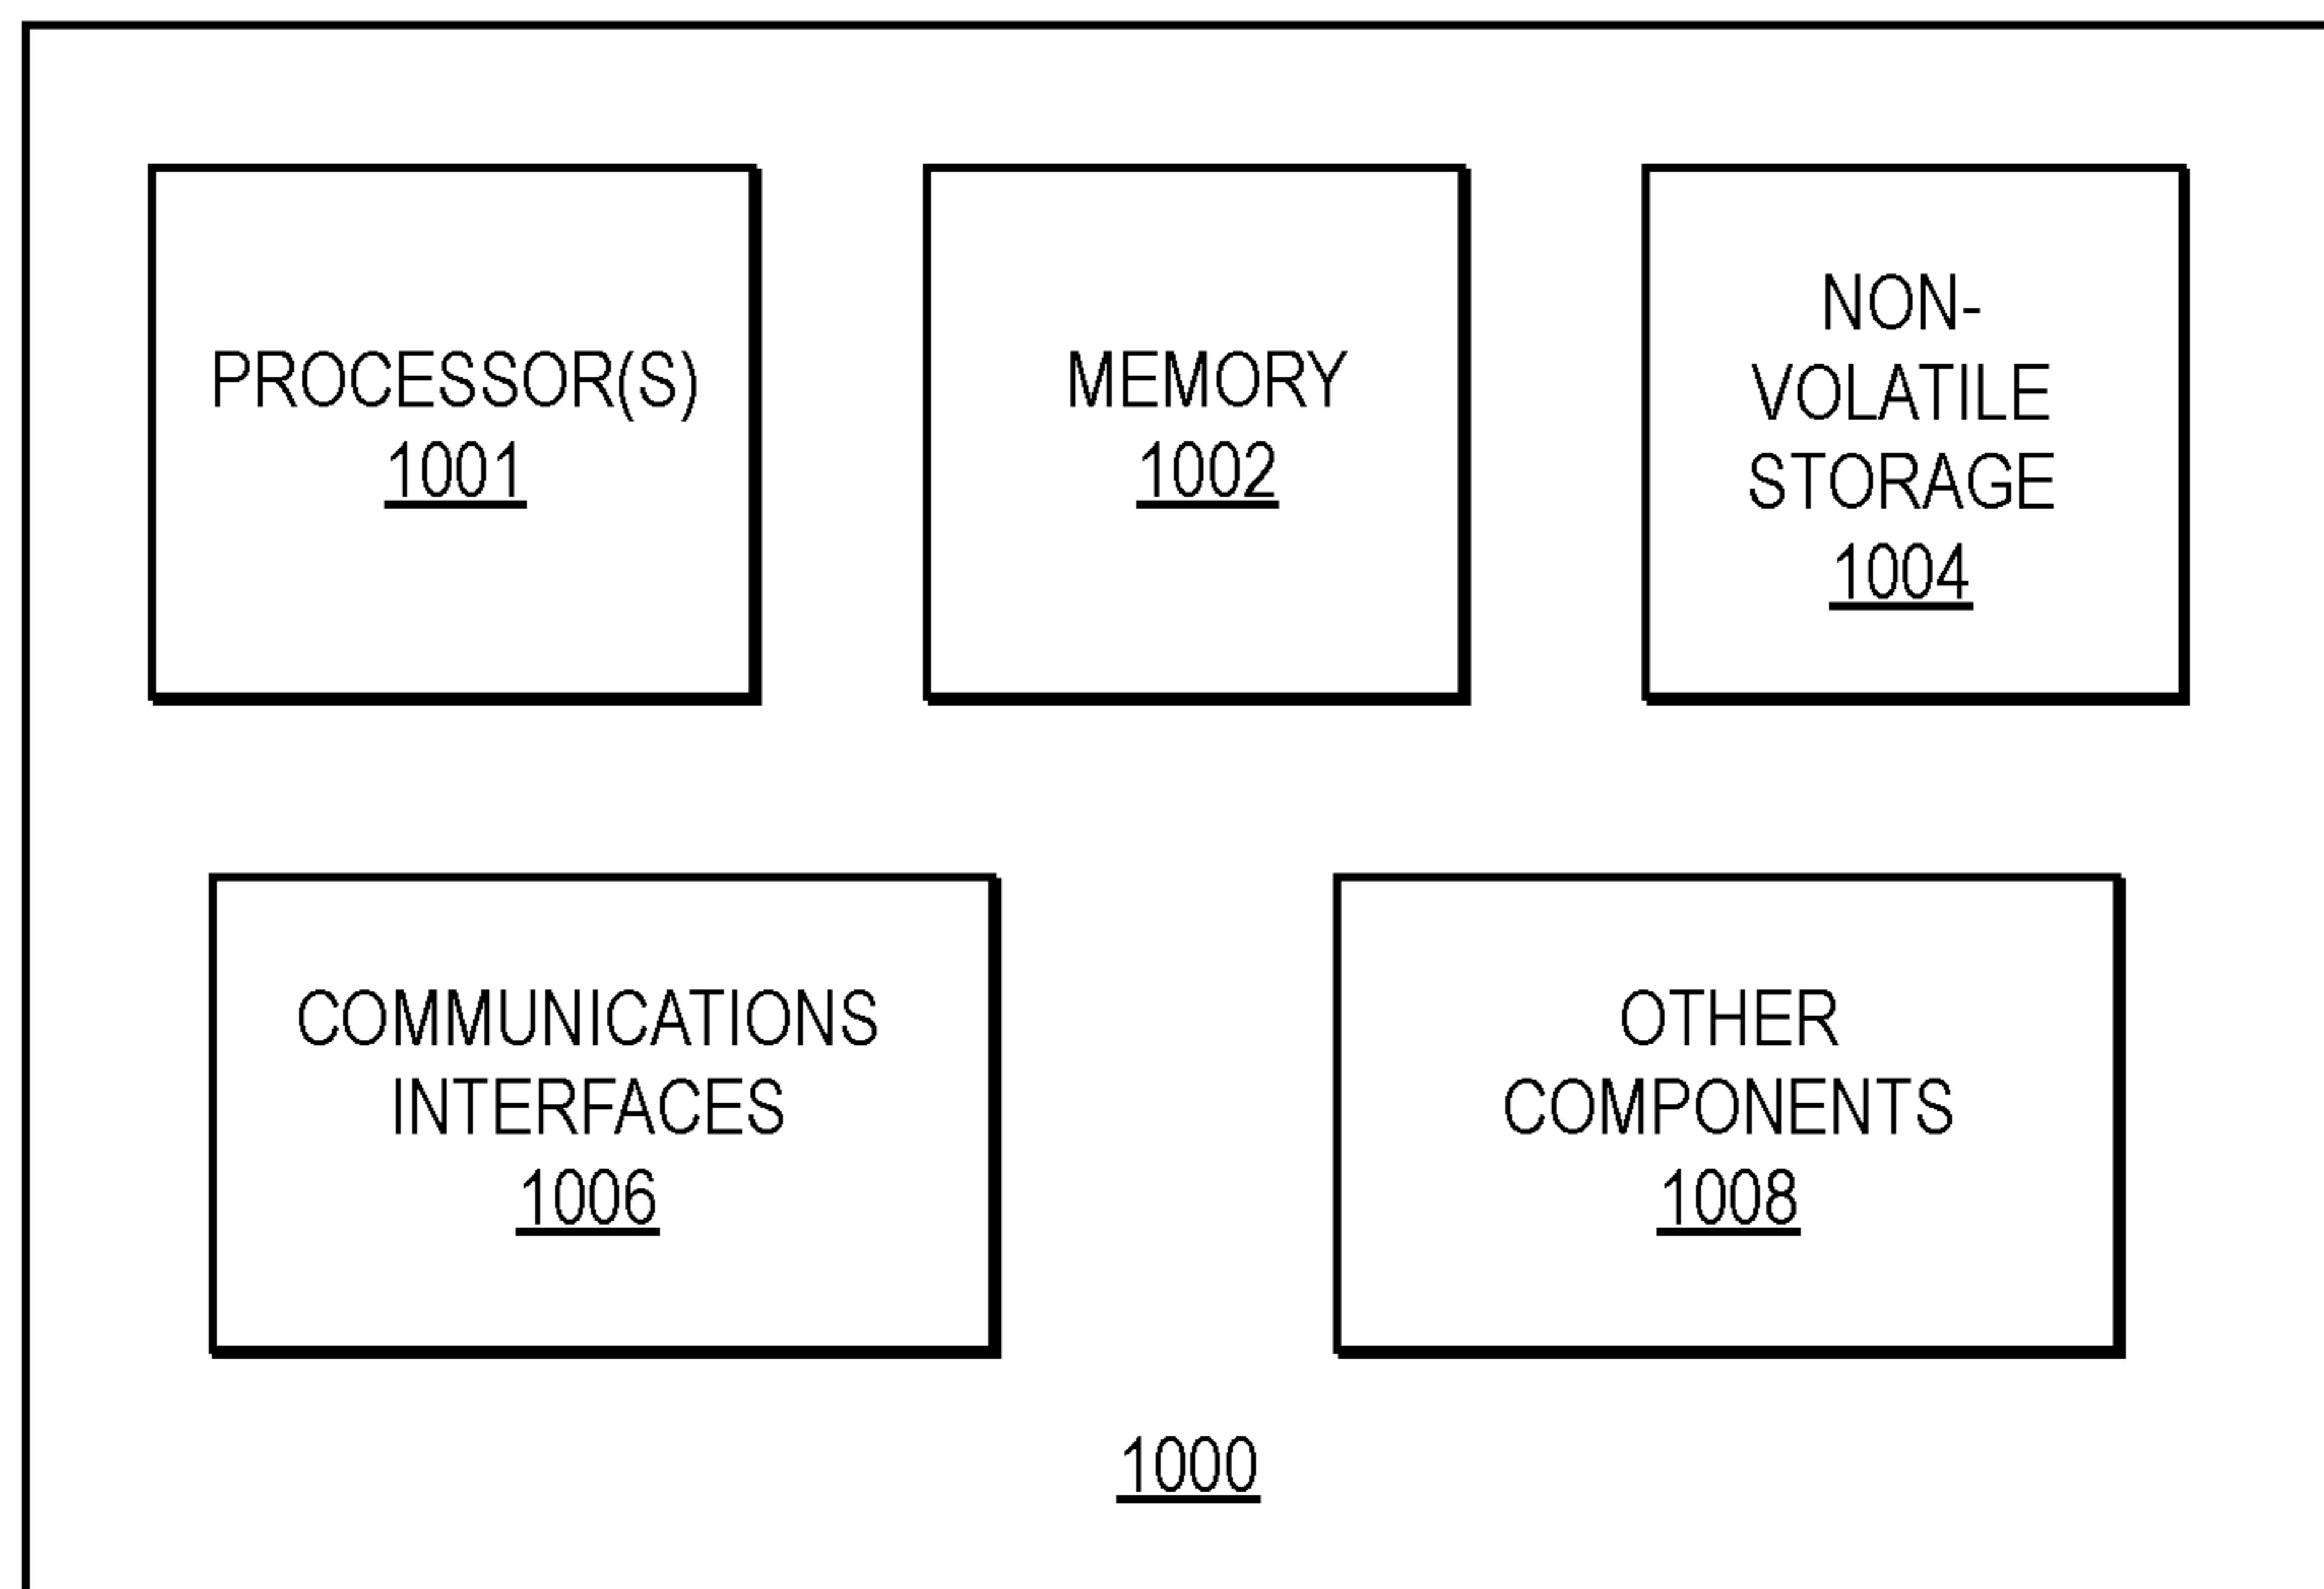 PROCESSOR(S)
1001
MEMORY
1002
NON-
VOLATILE
STORAGE
1004
COMMUNICATIONS
INTERFACES
1006
OTHER
COMPONENTS
1008
1000